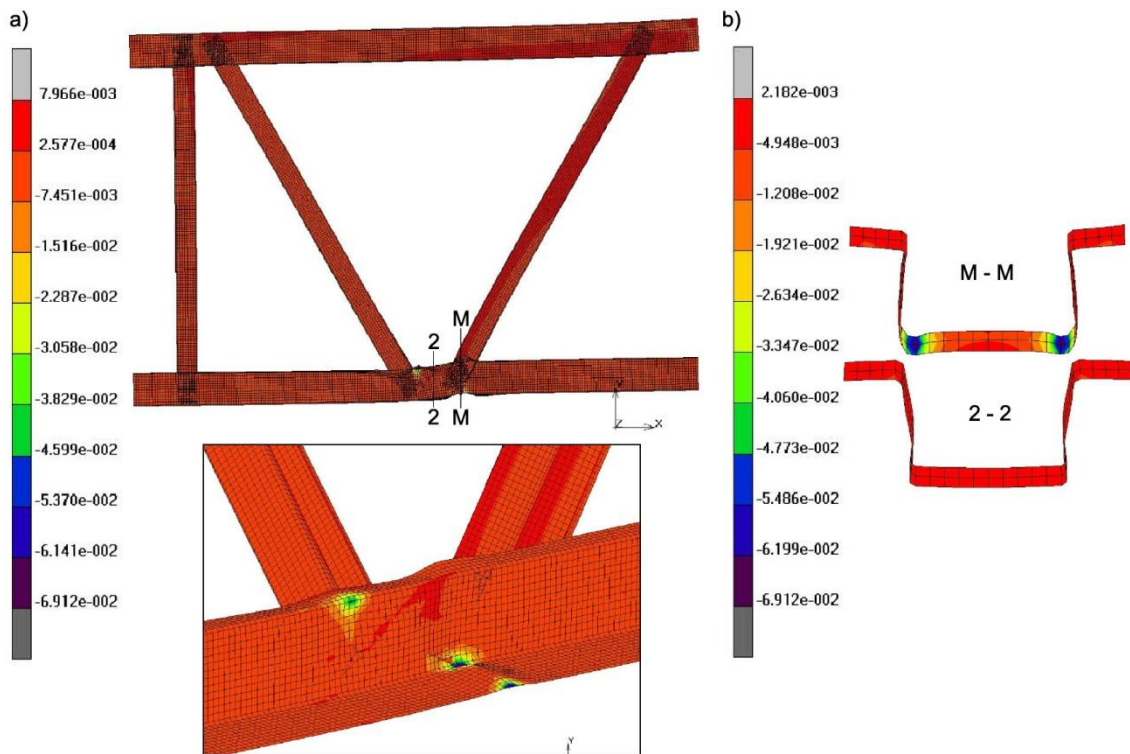 a)
7.966e-003
2.577e-004
-7.451e-003
-1.516e-002
-2.287e-002
-3.058e-002
-3.829e-002
-4.599e-002
-5.370e-002
-6.141e-002
-6.912e-002
2 M
2 M
Y
Z X
Y
b)
2.182e-003
-4.948e-003
-1.208e-002
-1.921e-002
-2.634e-002
-3.347e-002
-4.060e-002
-4.773e-002
-5.486e-002
-6.199e-002
-6.912e-002
M - M
2 - 2